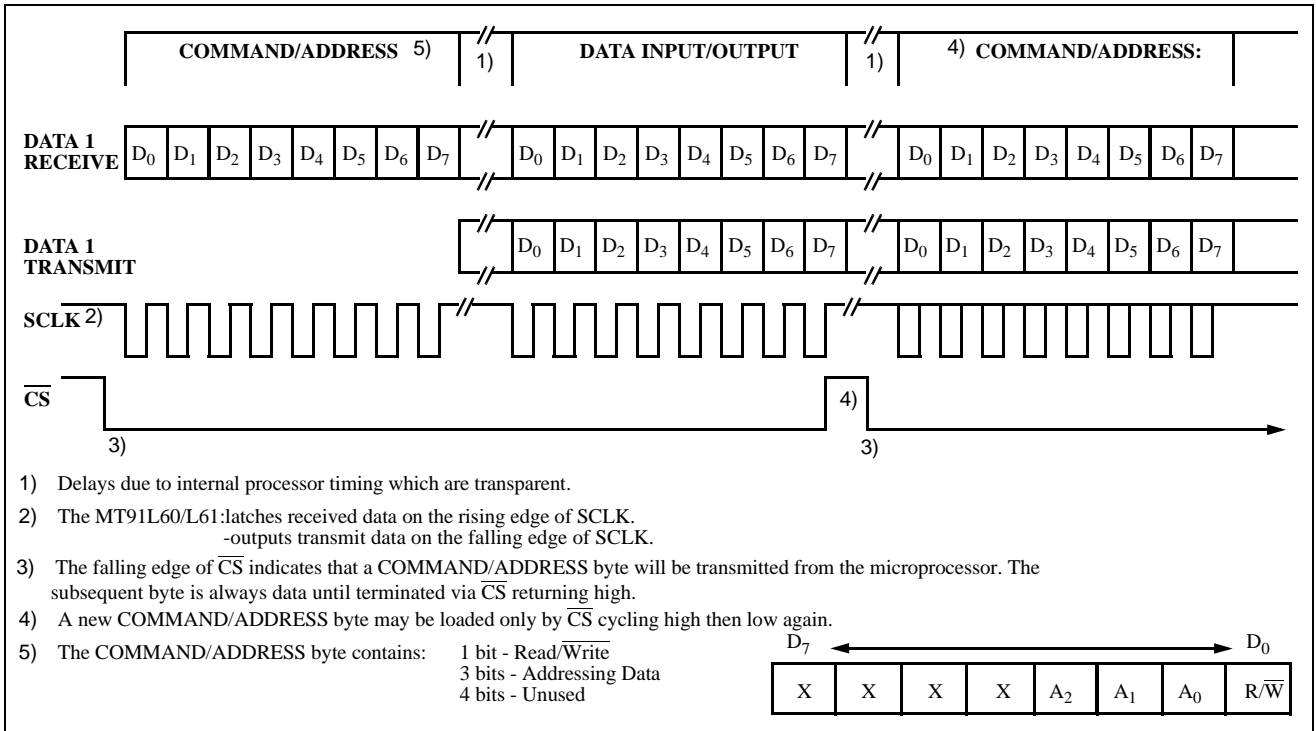 COMMAND/ADDRESS 5) 1) DATA INPUT/OUTPUT 1) 4) COMMAND/ADDRESS:
DATA 1
RECEIVE D0 D1 D2 D3 D4 D5 D6 D7 D0 D1 D2 D3 D4 D5 D6 D7 D0 D1 D2 D3 D4 D5 D6 D7
DATA 1
TRANSMIT D0 D1 D2 D3 D4 D5 D6 D7 D0 D1 D2 D3 D4 D5 D6 D7
SCLK 2)
CS 4)
3) 3)
1) Delays due to internal processor timing which are transparent.
2) The MT91L60/L61:latches received data on the rising edge of SCLK.
-outputs transmit data on the falling edge of SCLK.
3) The falling edge of CS indicates that a COMMAND/ADDRESS byte will be transmitted from the microprocessor. The
subsequent byte is always data until terminated via CS returning high.
4) A new COMMAND/ADDRESS byte may be loaded only by CS cycling high then low again.
5) The COMMAND/ADDRESS byte contains: 1 bit - Read/Write
3 bits - Addressing Data
4 bits - Unused
D7 D0
X X X X A2 A1 A0 R/W